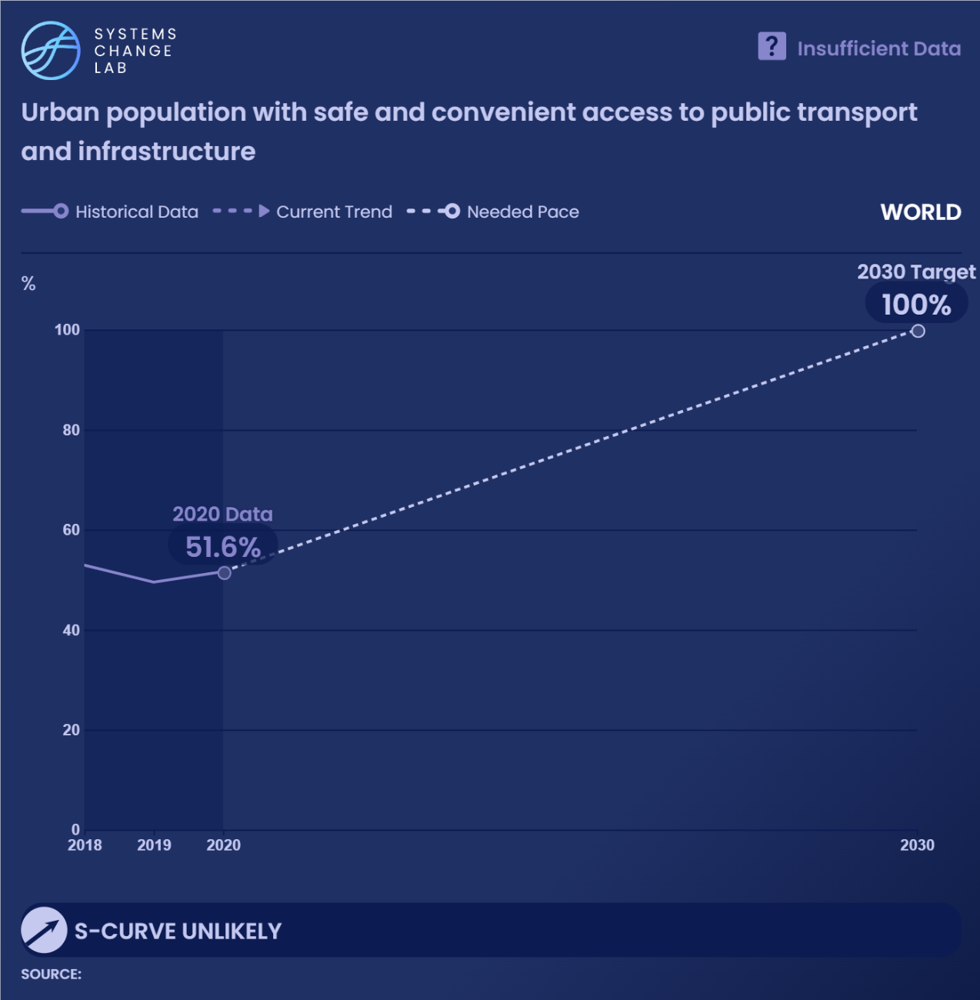 SYSTEMS
CHANGE
LAB
? Insufficient Data
Urban population with safe and convenient access to public transport
and infrastructure
Historical Data Current Trend Needed Pace WORLD
%
2030 Target
100%
100
80
2020 Data
60
51.6%
40
20
0
2018 2019 2020 2030
S-CURVE UNLIKELY
SOURCE: